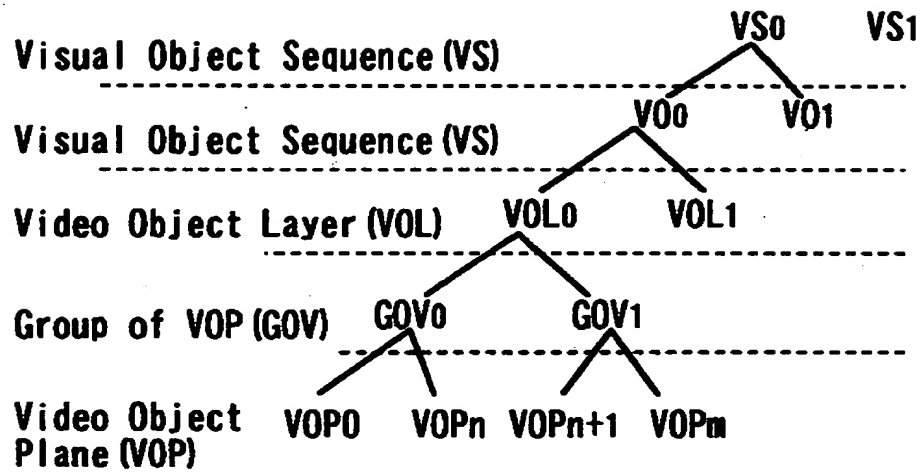 VS0 VS1
Visual Object Sequence (VS)
VO0 VO1
Visual Object Sequence (VS)
VOL0 VOL1
Video Object Layer (VOL)
GOV0 GOV1
Group of VOP (GOV)
Video Object VOP0 VOPn VOPn+1 VOPm
Plane (VOP)